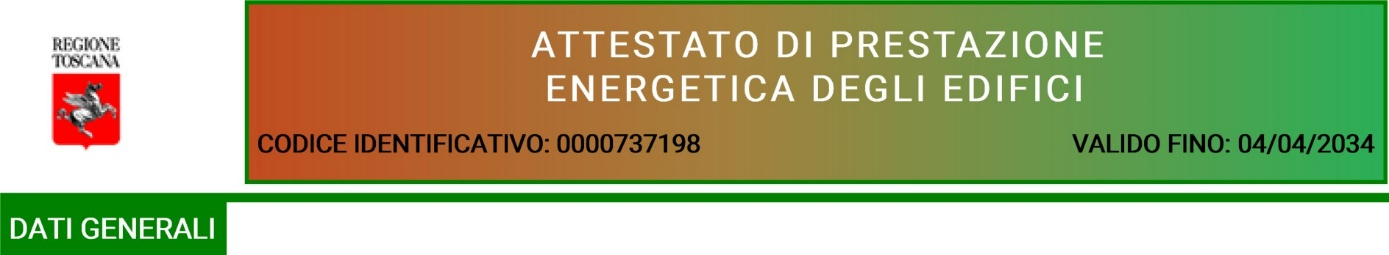 REGIONE
TOSCANA
ATTESTATO DI PRESTAZIONE
ENERGETICA DEGLI EDIFICI
CODICE IDENTIFICATIVO: 0000737198 VALIDO FINO: 04/04/2034
DATI GENERALI